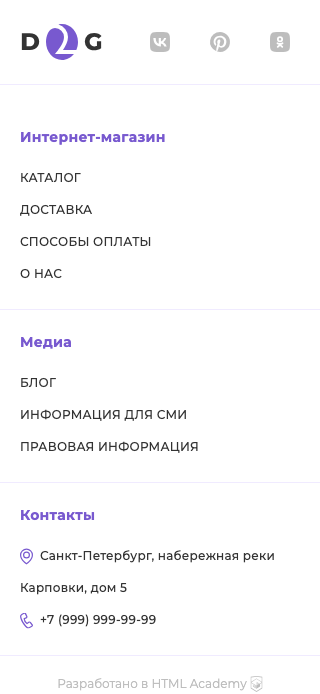 D2G
Интернет-магазин
КАТАЛОГ
ДОСТАВКА
СПОСОБЫ ОПЛАТЫ
О НАС
Медиа
БЛОГ
ИНФОРМАЦИЯ ДЛЯ СМИ
ПРАВОВАЯ ИНФОРМАЦИЯ
Контакты
Санкт-Петербург, набережная реки
Карповки, дом 5
+7 (999) 999-99-99
Разработано в HTML Academy